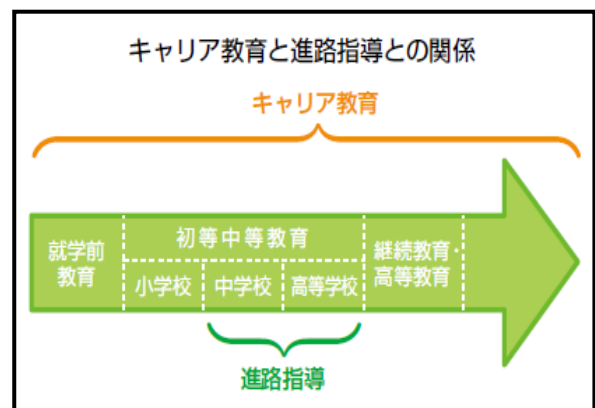 キャリア教育と進路指導との関係
キャリア教育
就学前
教育
初等中等教育
小学校
中学校
高等学校
継続教育・
高等教育
進路指導